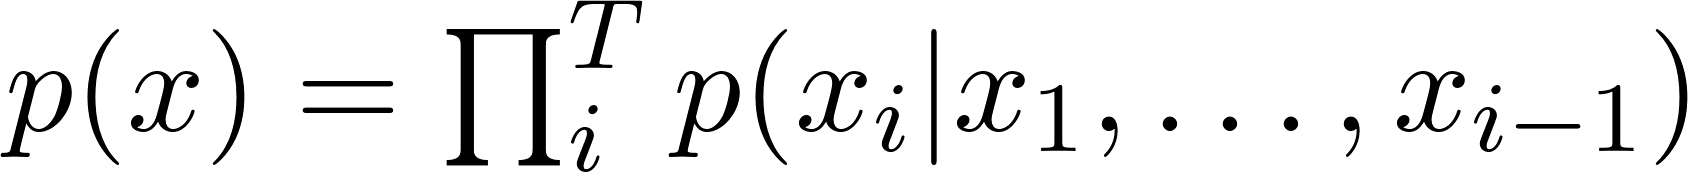 p(x) = ∏_i^T p(x_i|x_1, . . . , x_{i−1})